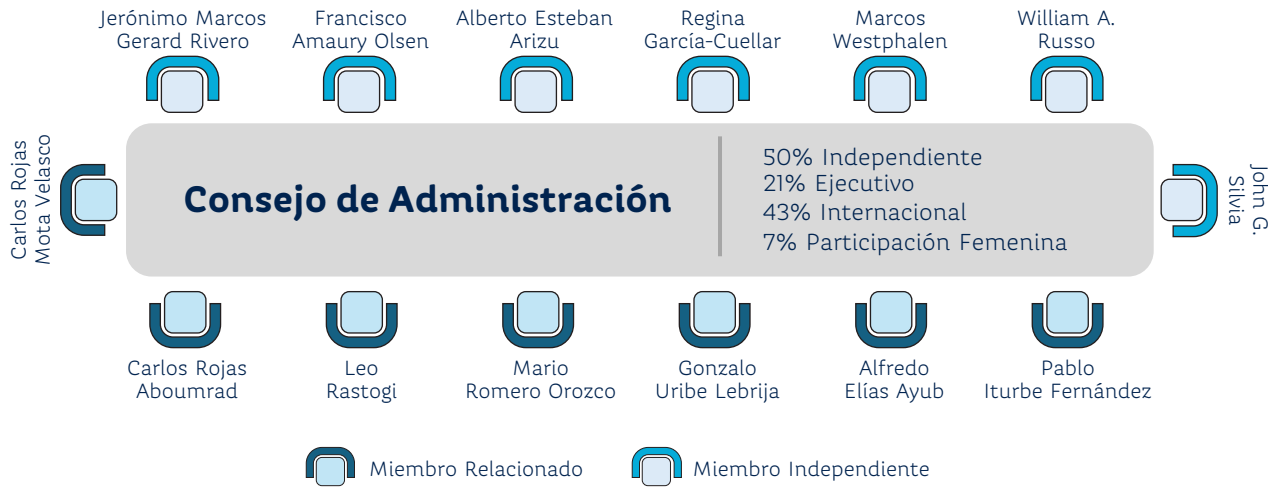 Jerónimo Marcos
Gerard Rivero
Francisco
Amaury Olsen
Alberto Esteban
Arizu
Regina
García-Cuellar
Marcos
Westphalen
William A.
Russo
Carlos Rojas
Mota Velasco
Consejo de Administración
50% Independiente
21% Ejecutivo
43% Internacional
7% Participación Femenina
John G.
Silvia
Carlos Rojas
Aboumrad
Leo
Rastogi
Mario
Romero Orozco
Gonzalo
Uribe Lebrija
Alfredo
Elías Ayub
Pablo
Iturbe Fernández
Miembro Relacionado
Miembro Independiente